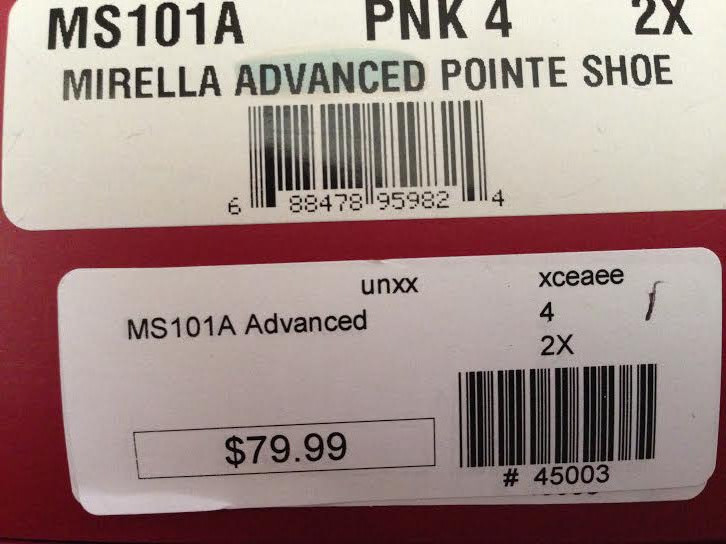 MS101A PNK 4 2X
MIRELLA ADVANCED POINTE SHOE
6 88478 95982 4
unxx xceaee
MS101A Advanced 4
2X
$79.99
# 45003